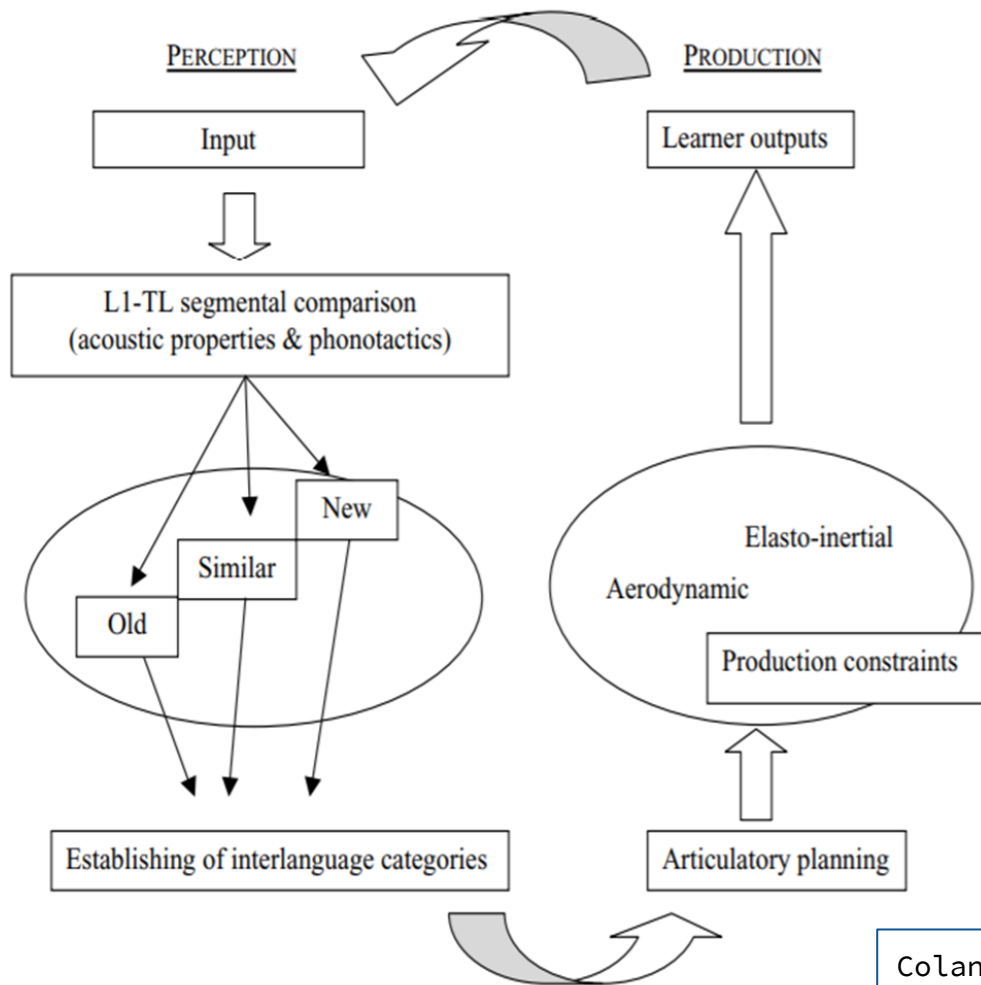 PERCEPTION
Input
L1-TL segmental comparison
(acoustic properties & phonotactics)
New
Similar
Old
Establishing of interlanguage categories
PRODUCTION
Learner outputs
Elasto-inertial
Aerodynamic
Production constraints
Articulatory planning
Colan